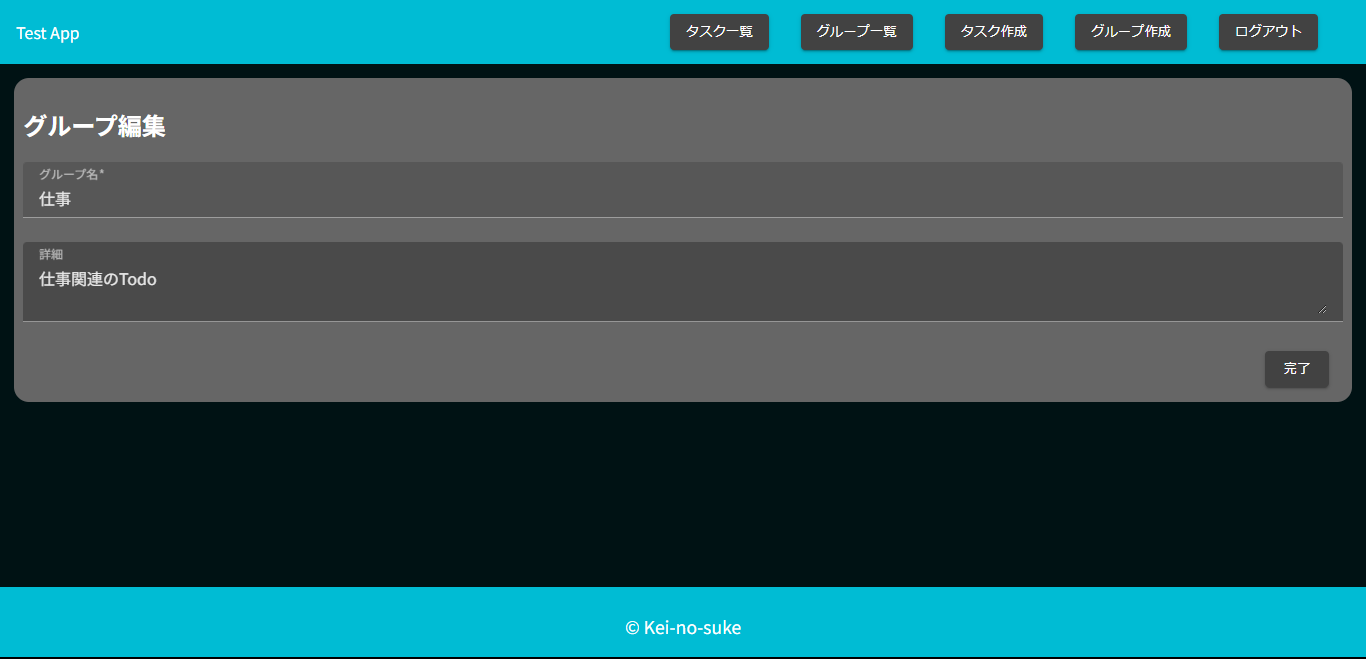 Test App
タスク一覧
グループ一覧
タスク作成
グループ作成
ログアウト
グループ編集
グループ名*
仕事
詳細
仕事関連のTodo
完了
© Kei-no-suke